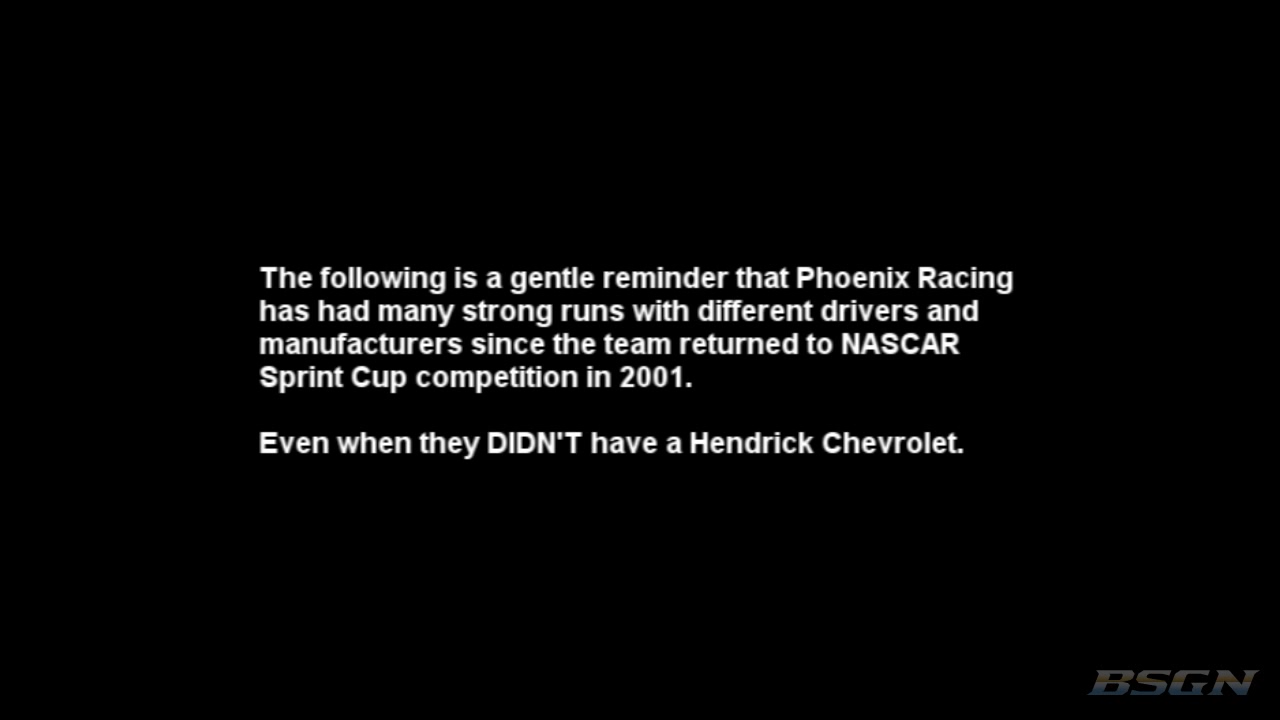 The following is a gentle reminder that Phoenix Racing
has had many strong runs with different drivers and
manufacturers since the team returned to NASCAR
Sprint Cup competition in 2001.
Even when they DIDN'T have a Hendrick Chevrolet.
BSGN